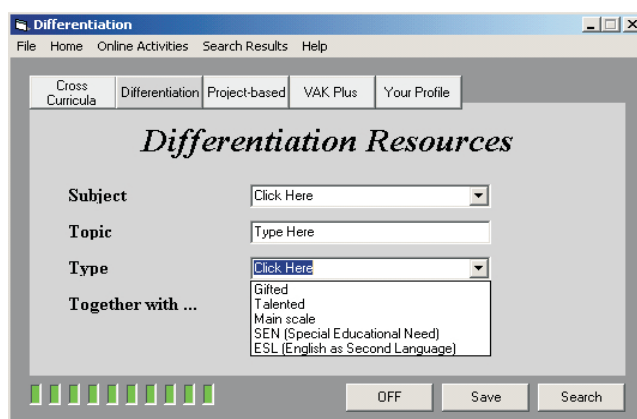 Differentiation
File Home Online Activities Search Results Help
Cross Curricula
Differentiation
Project-based
VAK Plus
Your Profile
Differentiation Resources
Subject
Click Here
Topic
Type Here
Type
Click Here
Gifted
Talented
Main scale
SEN (Special Educational Need)
ESL (English as Second Language)
Together with ...
OFF
Save
Search